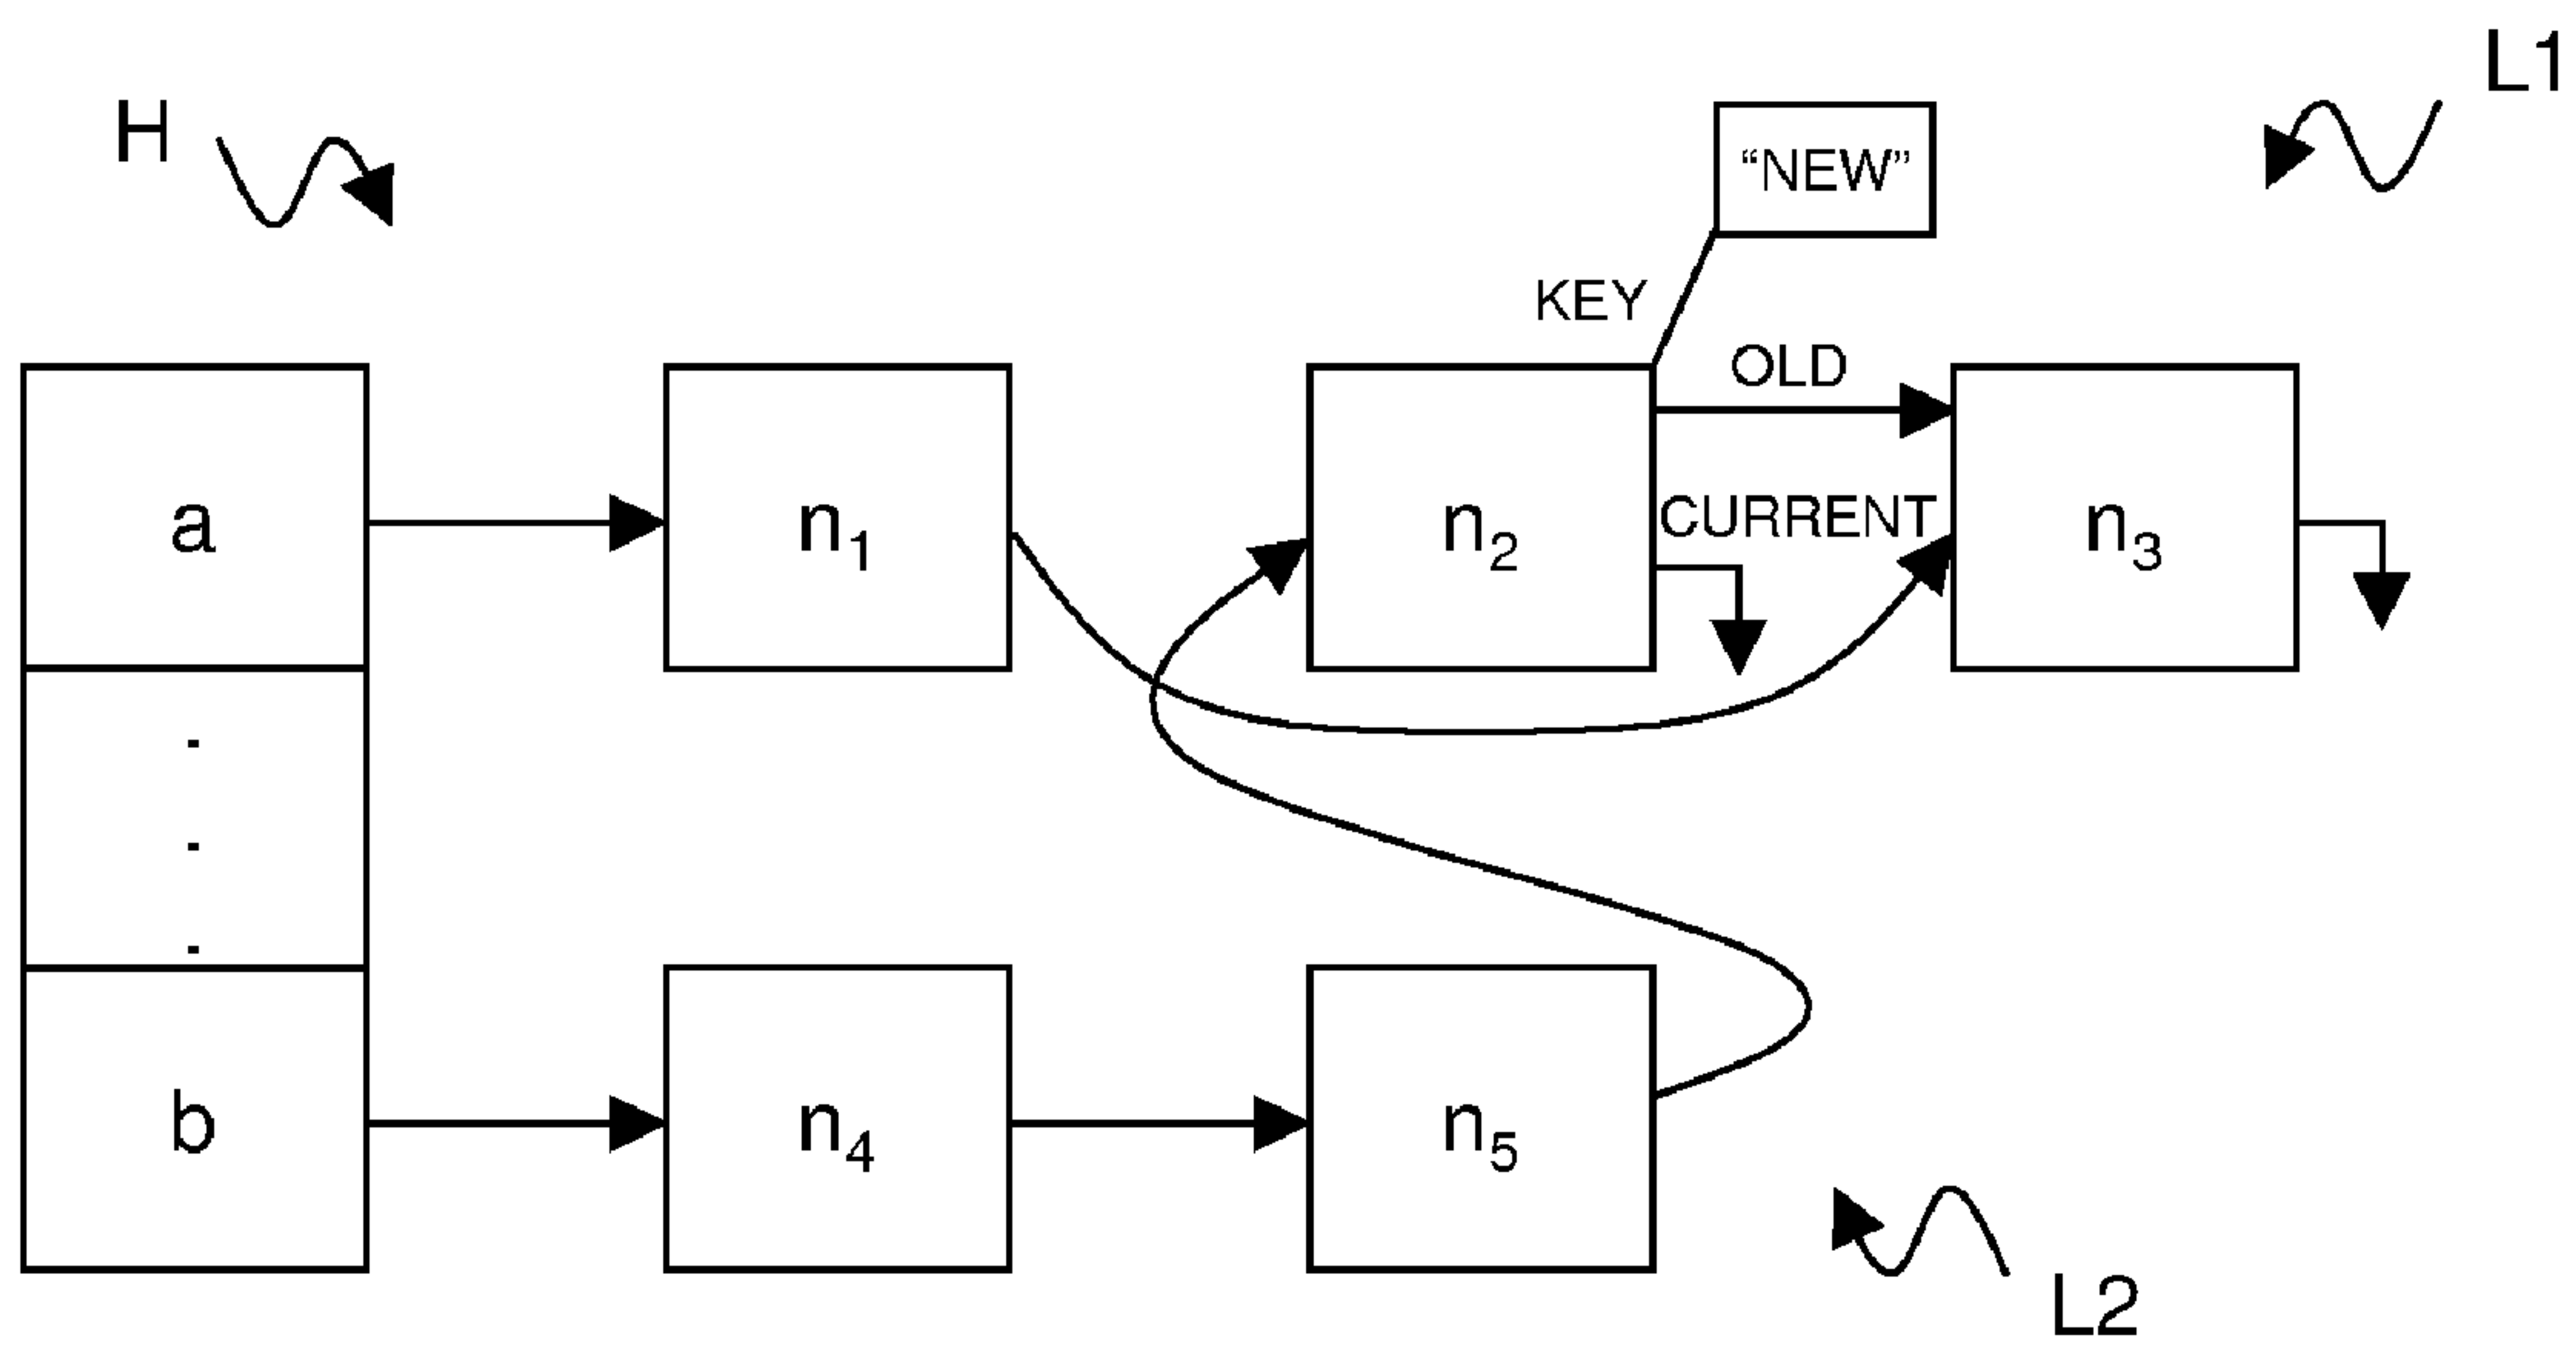 H
L1
“NEW”
KEY
OLD
CURRENT
a
n1
n2
n3
.
.
.
b
n4
n5
L2